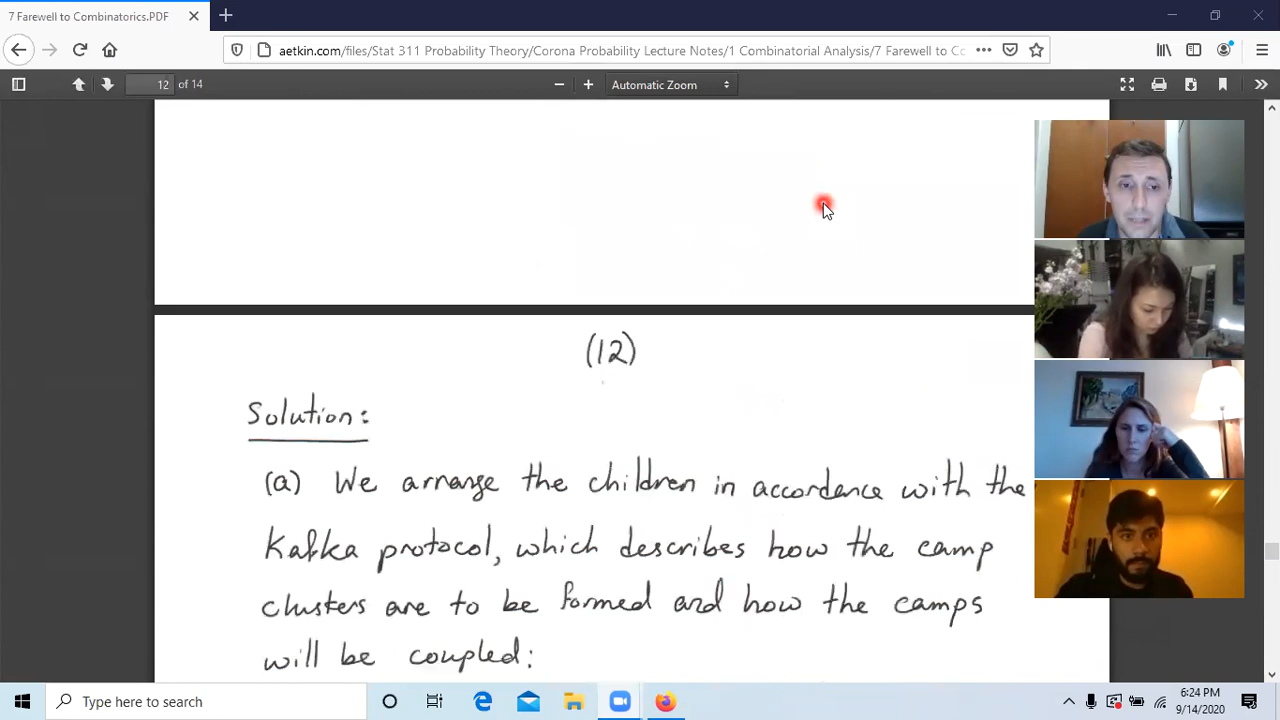 7 Farewell to Combinatorics.PDF
aetkin.com/files/Stat 311 Probability Theory/Corona Probability Lecture Notes/1 Combinatorial Analysis/7 Farewell to Co
12 of 14
Automatic Zoom
(12)
Solution:
(a) We arrange the children in accordance with the
Kafka protocol, which describes how the camp
clusters are to be formed and how the camps
will be coupled:
Type here to search
6:24 PM
9/14/2020